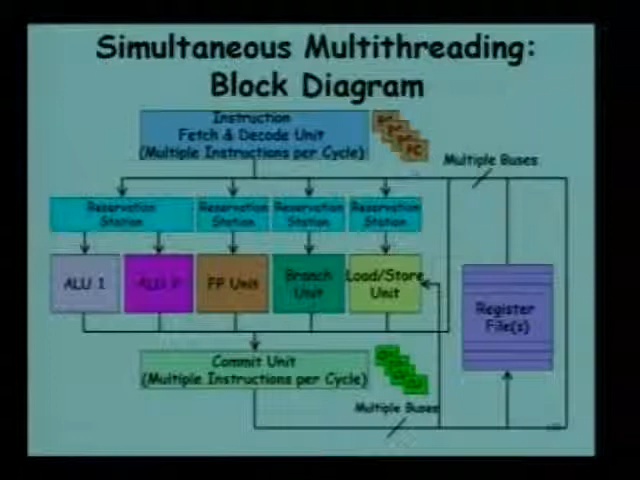 Simultaneous Multithreading:
Block Diagram
Instruction
Fetch & Decode Unit
(Multiple Instructions per Cycle)
PC
Multiple Buses
Reservation
Station
Reservation
Station
Reservation
Station
Reservation
Station
ALU 1
ALU 2
FP Unit
Branch
Unit
Load/Store
Unit
Register
File(s)
Commit Unit
(Multiple Instructions per Cycle)
Multiple Buses